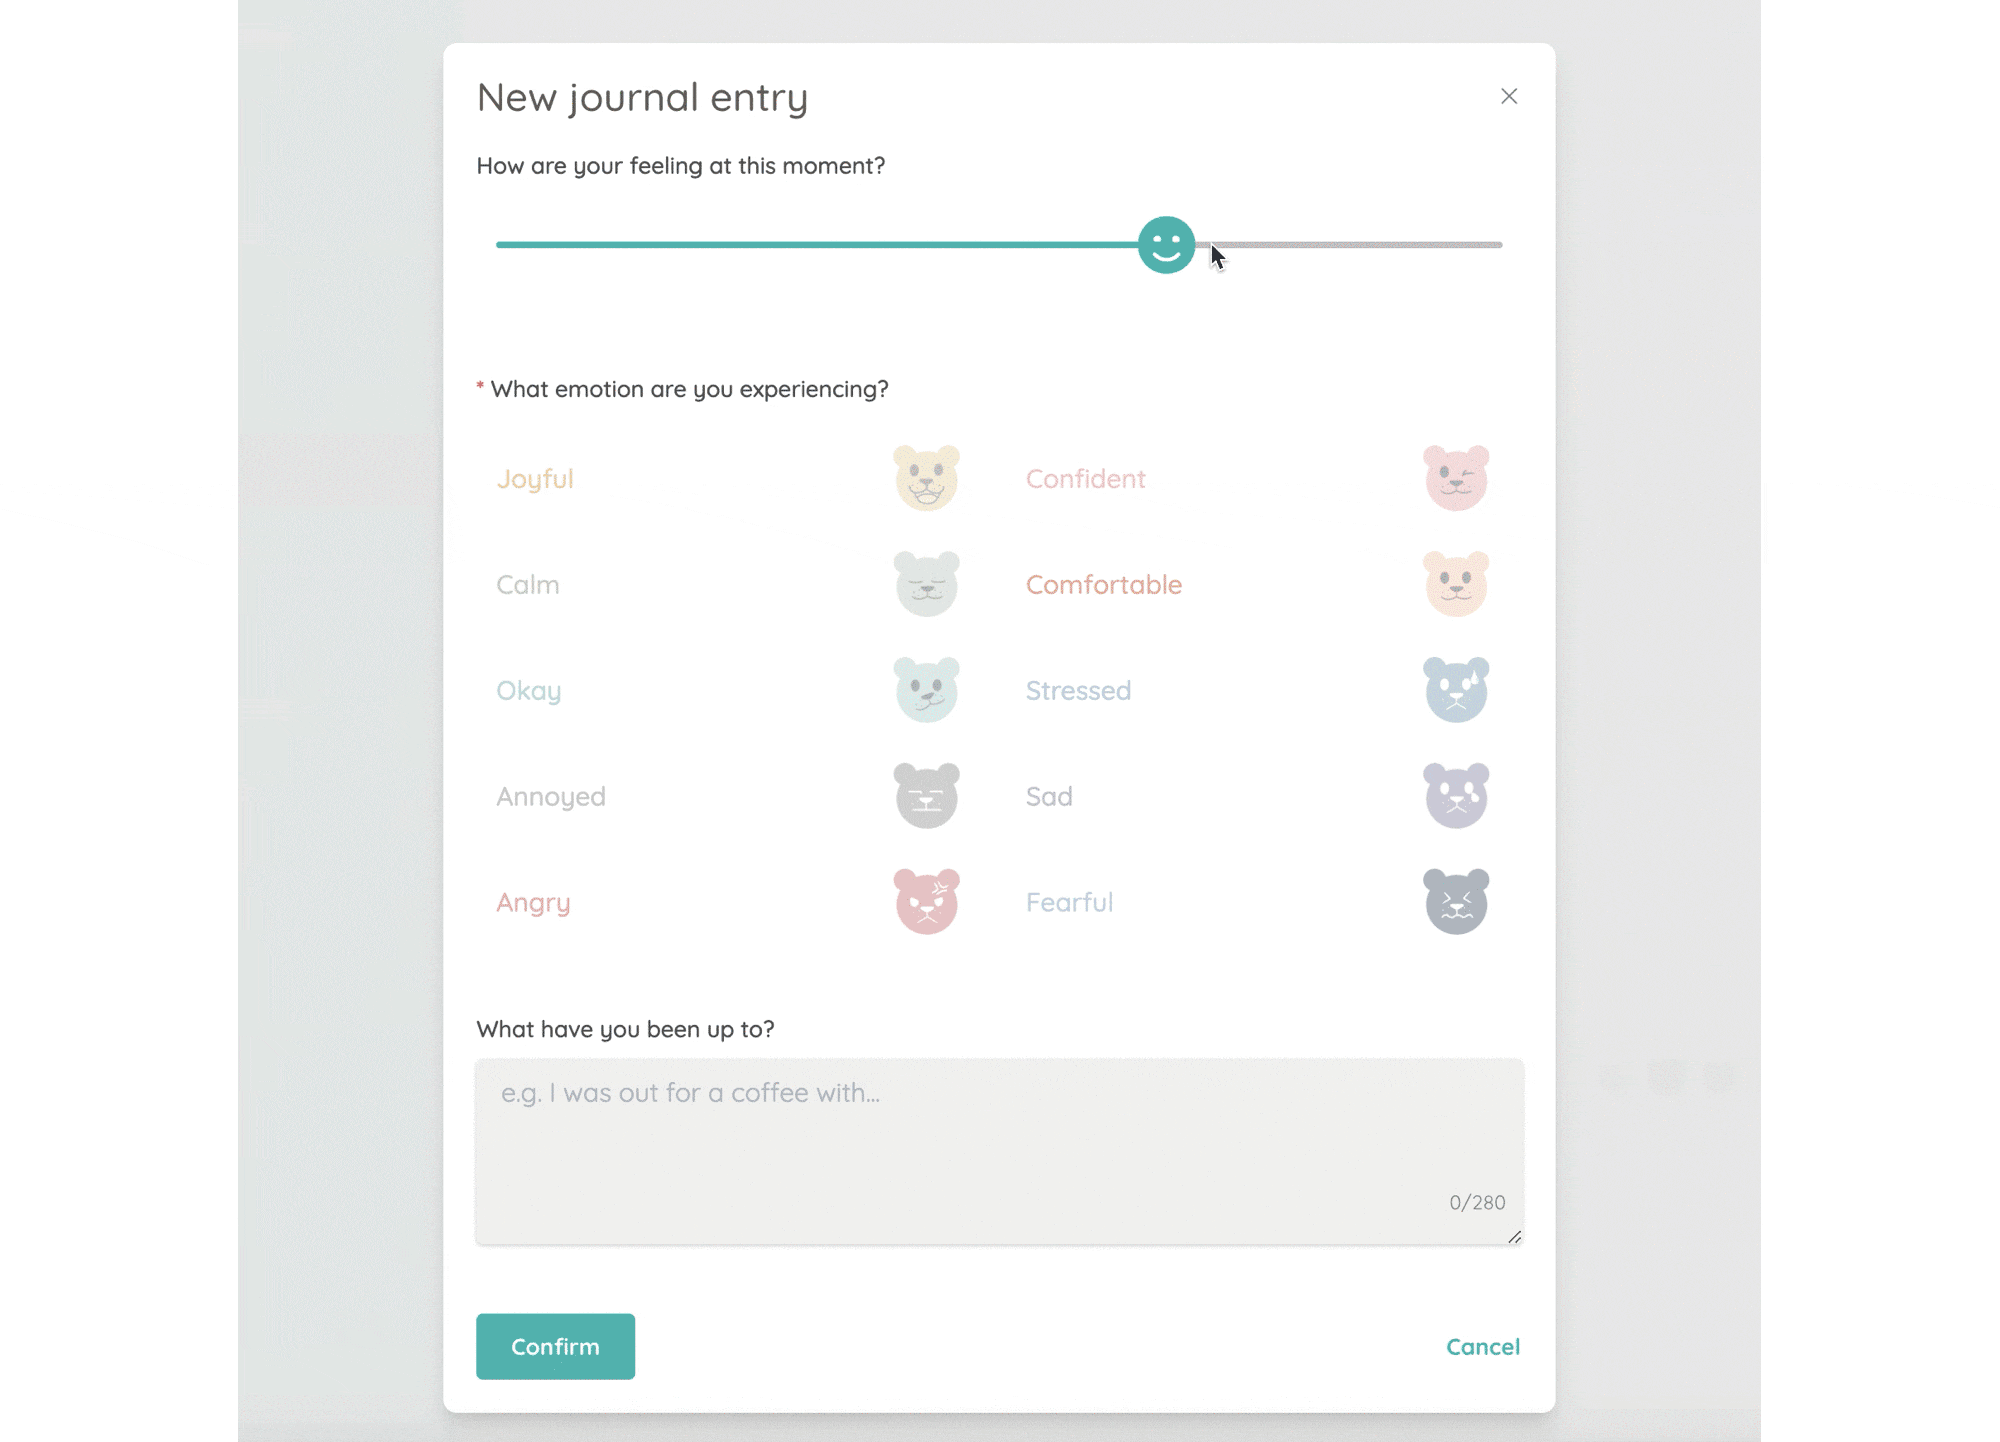 New journal entry
How are your feeling at this moment?
* What emotion are you experiencing?
Joyful
Confident
Calm
Comfortable
Okay
Stressed
Annoyed
Sad
Angry
Fearful
What have you been up to?
e.g. I was out for a coffee with...
0/280
Confirm
Cancel